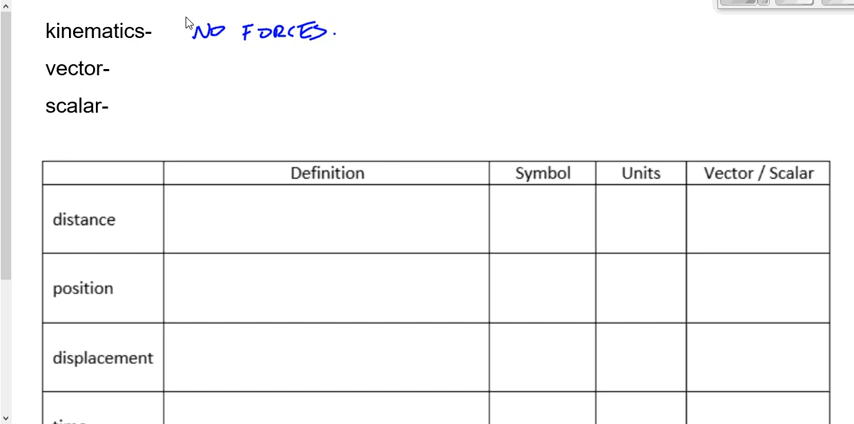 kinematics- NO FORCES.
vector-
scalar-
Definition Symbol Units Vector / Scalar
distance
position
displacement